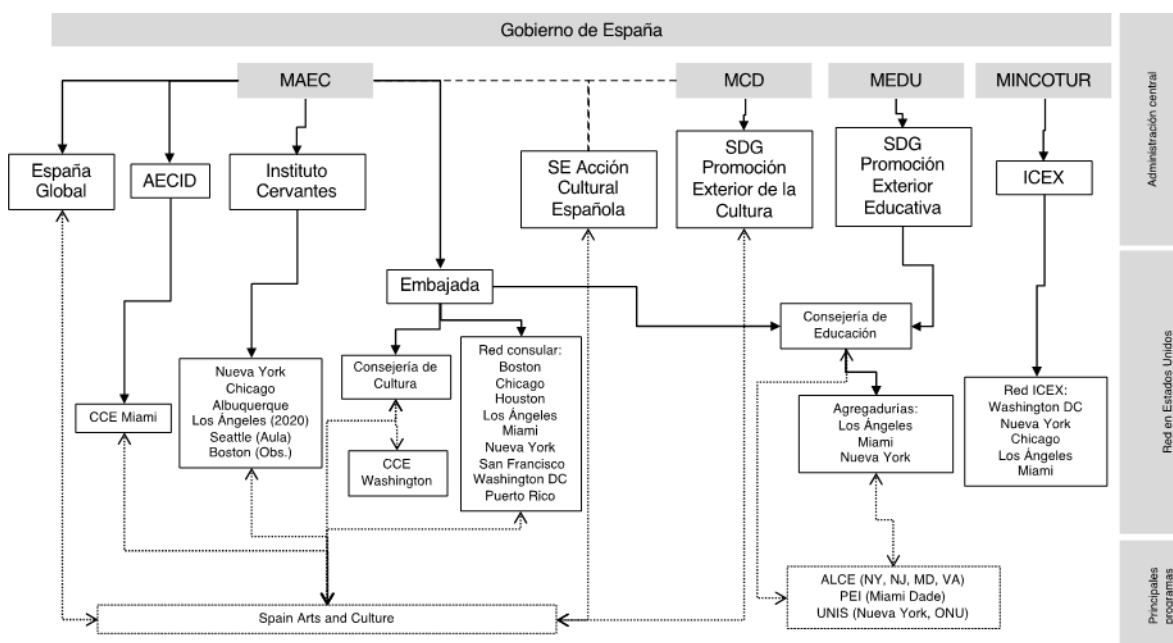 Gobierno de España
MAEC
MCD
MEDU
MINCOTUR
Administración central
España
Global
AECID
Instituto
Cervantes
SE Acción
Cultural
Española
SDG
Promoción
Exterior de la
Cultura
SDG
Promoción
Exterior
Educativa
ICEX
Red en Estados Unidos
Embajada
Consejería de
Educación
CCE Miami
Nueva York
Chicago
Albuquerque
Los Ángeles (2020)
Seattle (Aula)
Boston (Obs.)
Consejería de
Cultura
CCE
Washington
Red consular:
Boston
Chicago
Houston
Los Ángeles
Miami
Nueva York
San Francisco
Washington DC
Puerto Rico
Agregadurías:
Los Ángeles
Miami
Nueva York
Red ICEX:
Washington DC
Nueva York
Chicago
Los Ángeles
Miami
Principales
programas
Spain Arts and Culture
ALCE (NY, NJ, MD, VA)
PEI (Miami Dade)
UNIS (Nueva York, ONU)